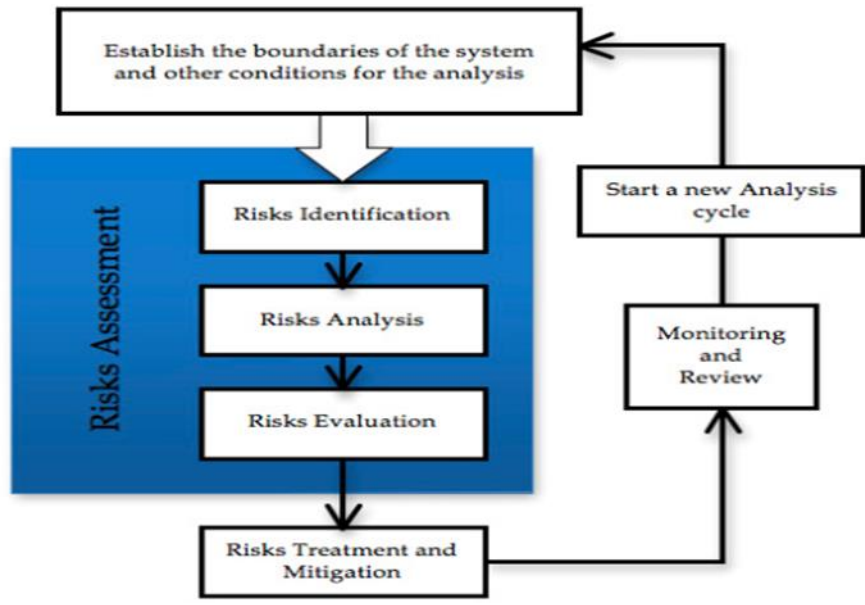 Establish the boundaries of the system
and other conditions for the analysis
Risks Assessment
Risks Identification
Risks Analysis
Risks Evaluation
Risks Treatment and
Mitigation
Start a new Analysis
cycle
Monitoring
and
Review